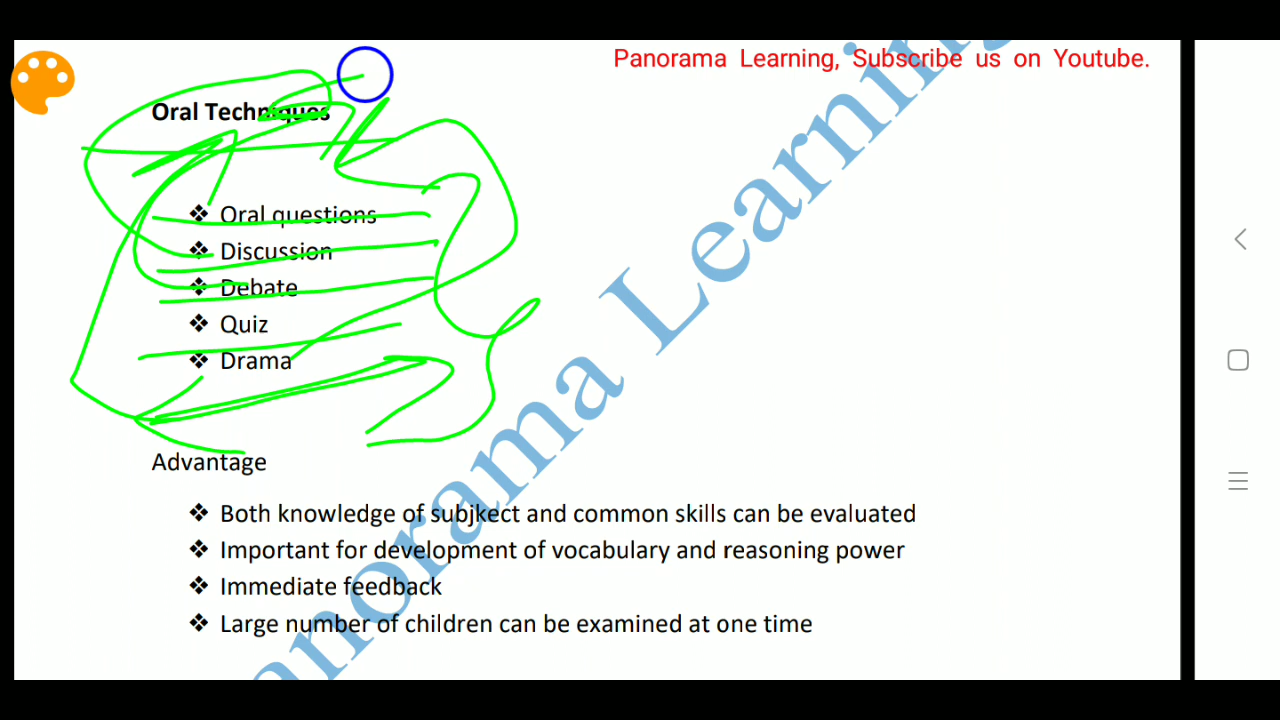 Panorama Learning, Subscribe us on Youtube.
Oral Techniques
❖ Oral questions
❖ Discussion
❖ Debate
❖ Quiz
❖ Drama
Advantage
❖ Both knowledge of subjkect and common skills can be evaluated
❖ Important for development of vocabulary and reasoning power
❖ Immediate feedback
❖ Large number of children can be examined at one time
anorama Learning